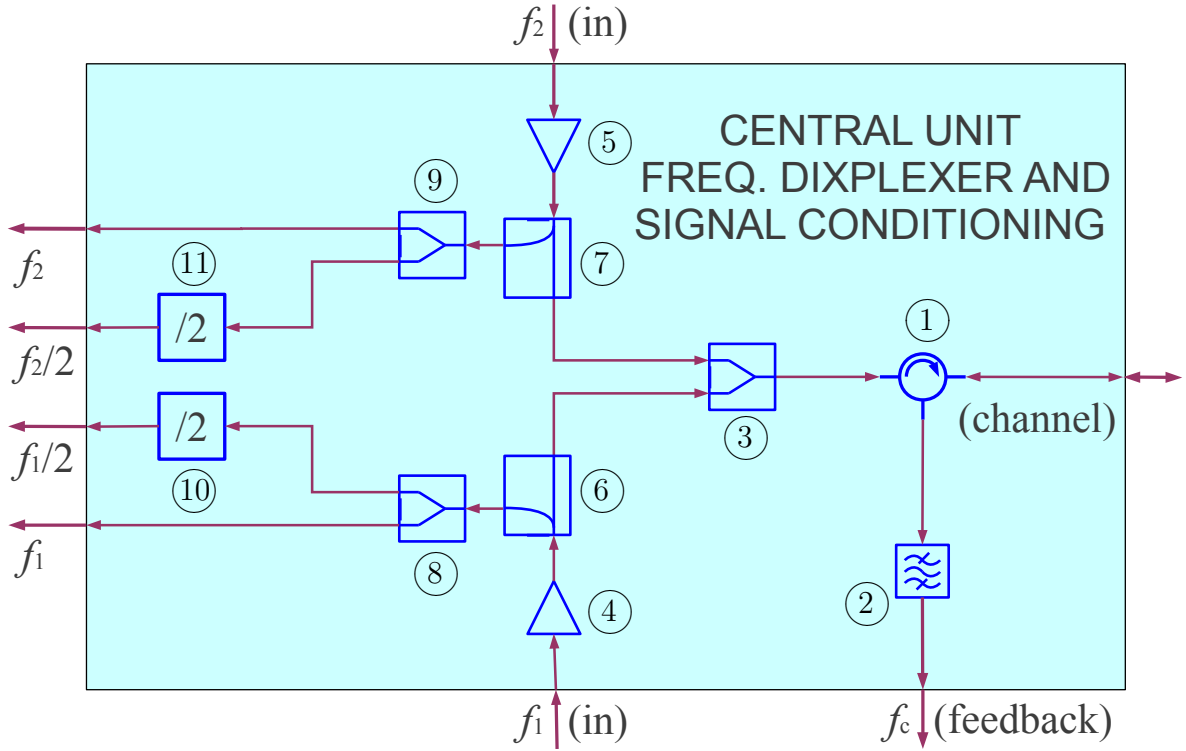 f2 (in)
CENTRAL UNIT
FREQ. DIXPLEXER AND
SIGNAL CONDITIONING
5
9
7
f2
11
/2
f2/2
1
/2
f1/2
10
3
(channel)
6
f1
8
4
2
f1 (in)
fc (feedback)